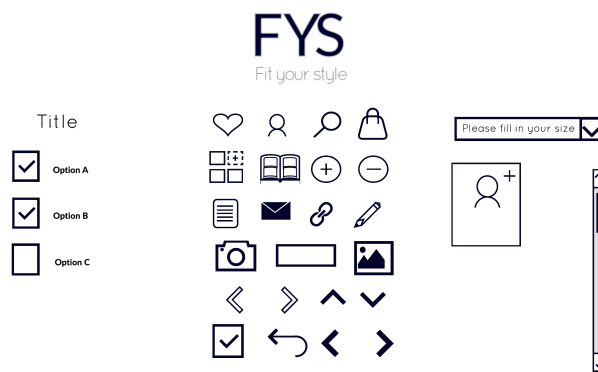 FYS
Fit your style
Title
Option A
Option B
Option C
Please fill in your size